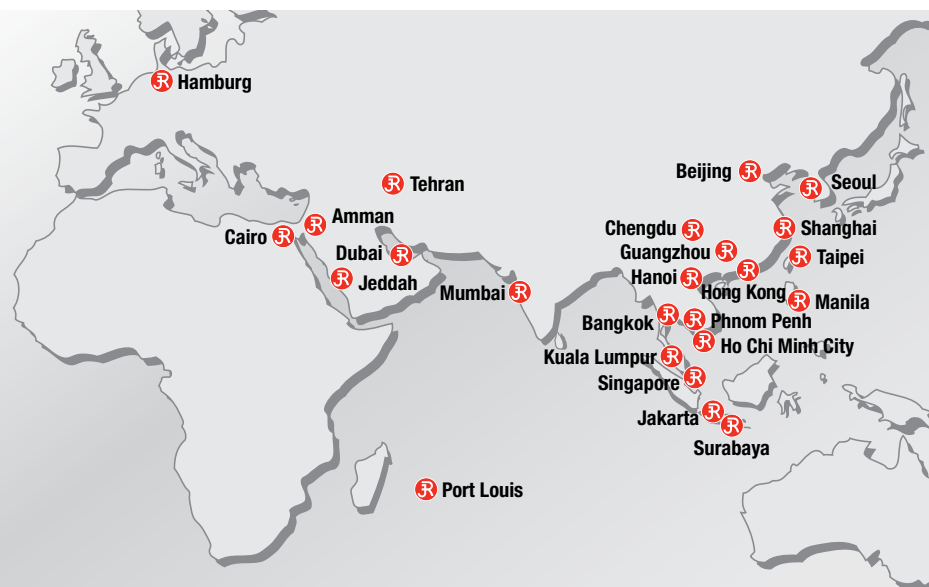 Hamburg
Tehran
Beijing
Seoul
Amman
Cairo
Chengdu
Shanghai
Dubai
Guangzhou
Taipei
Jeddah
Hanoi
Mumbai
Hong Kong
Manila
Bangkok
Phnom Penh
Ho Chi Minh City
Kuala Lumpur
Singapore
Jakarta
Surabaya
Port Louis